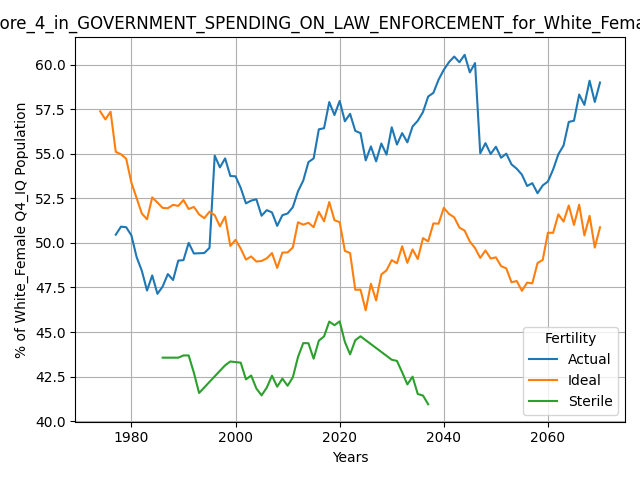 ore_4_in_GOVERNMENT_SPENDING_ON_LAW_ENFORCEMENT_for_White_Fema
% of White_Female Q4_IQ Population
60.0
57.5
55.0
52.5
50.0
47.5
45.0
42.5
40.0
1980
2000
2020
2040
2060
Years
Fertility
Actual
Ideal
Sterile